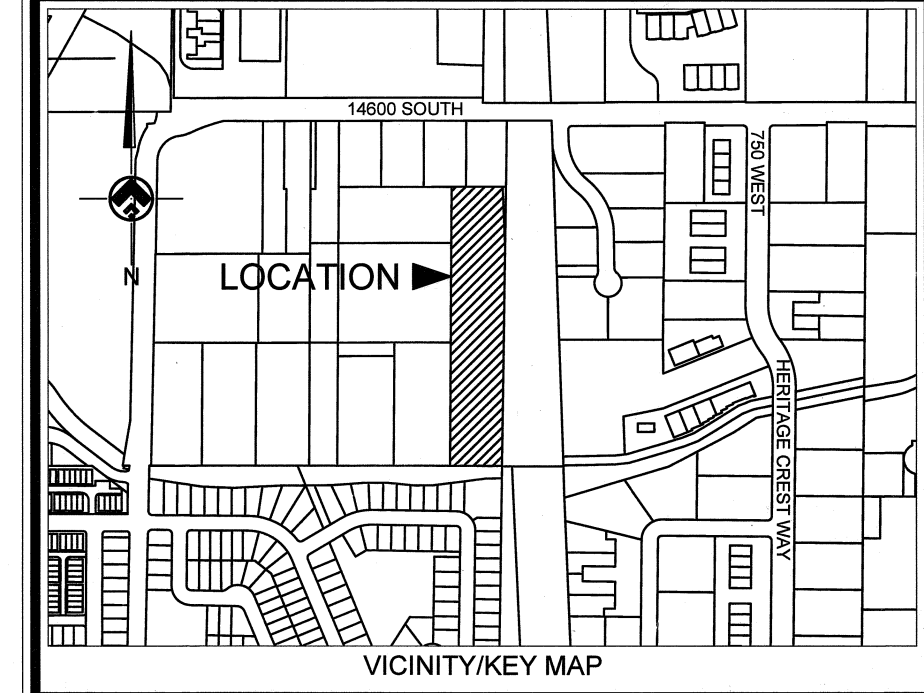 14600 SOUTH
750 WEST
LOCATION
N
HERITAGE CREST WAY
VICINITY/KEY MAP